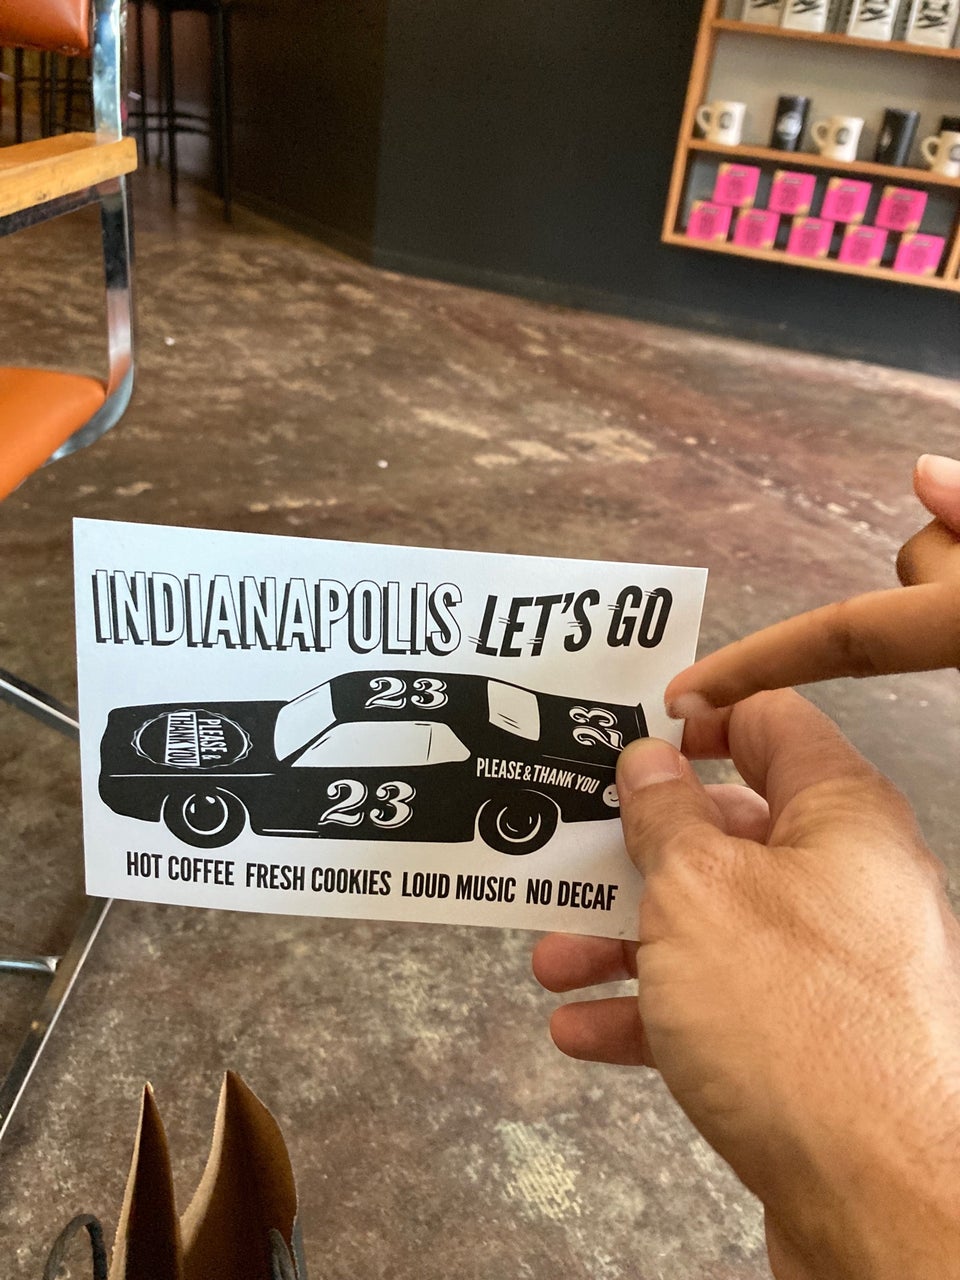 INDIANAPOLIS LET'S GO
23
23
PLEASE &
THANK YOU
PLEASE & THANK YOU
23
HOT COFFEE FRESH COOKIES LOUD MUSIC NO DECAF